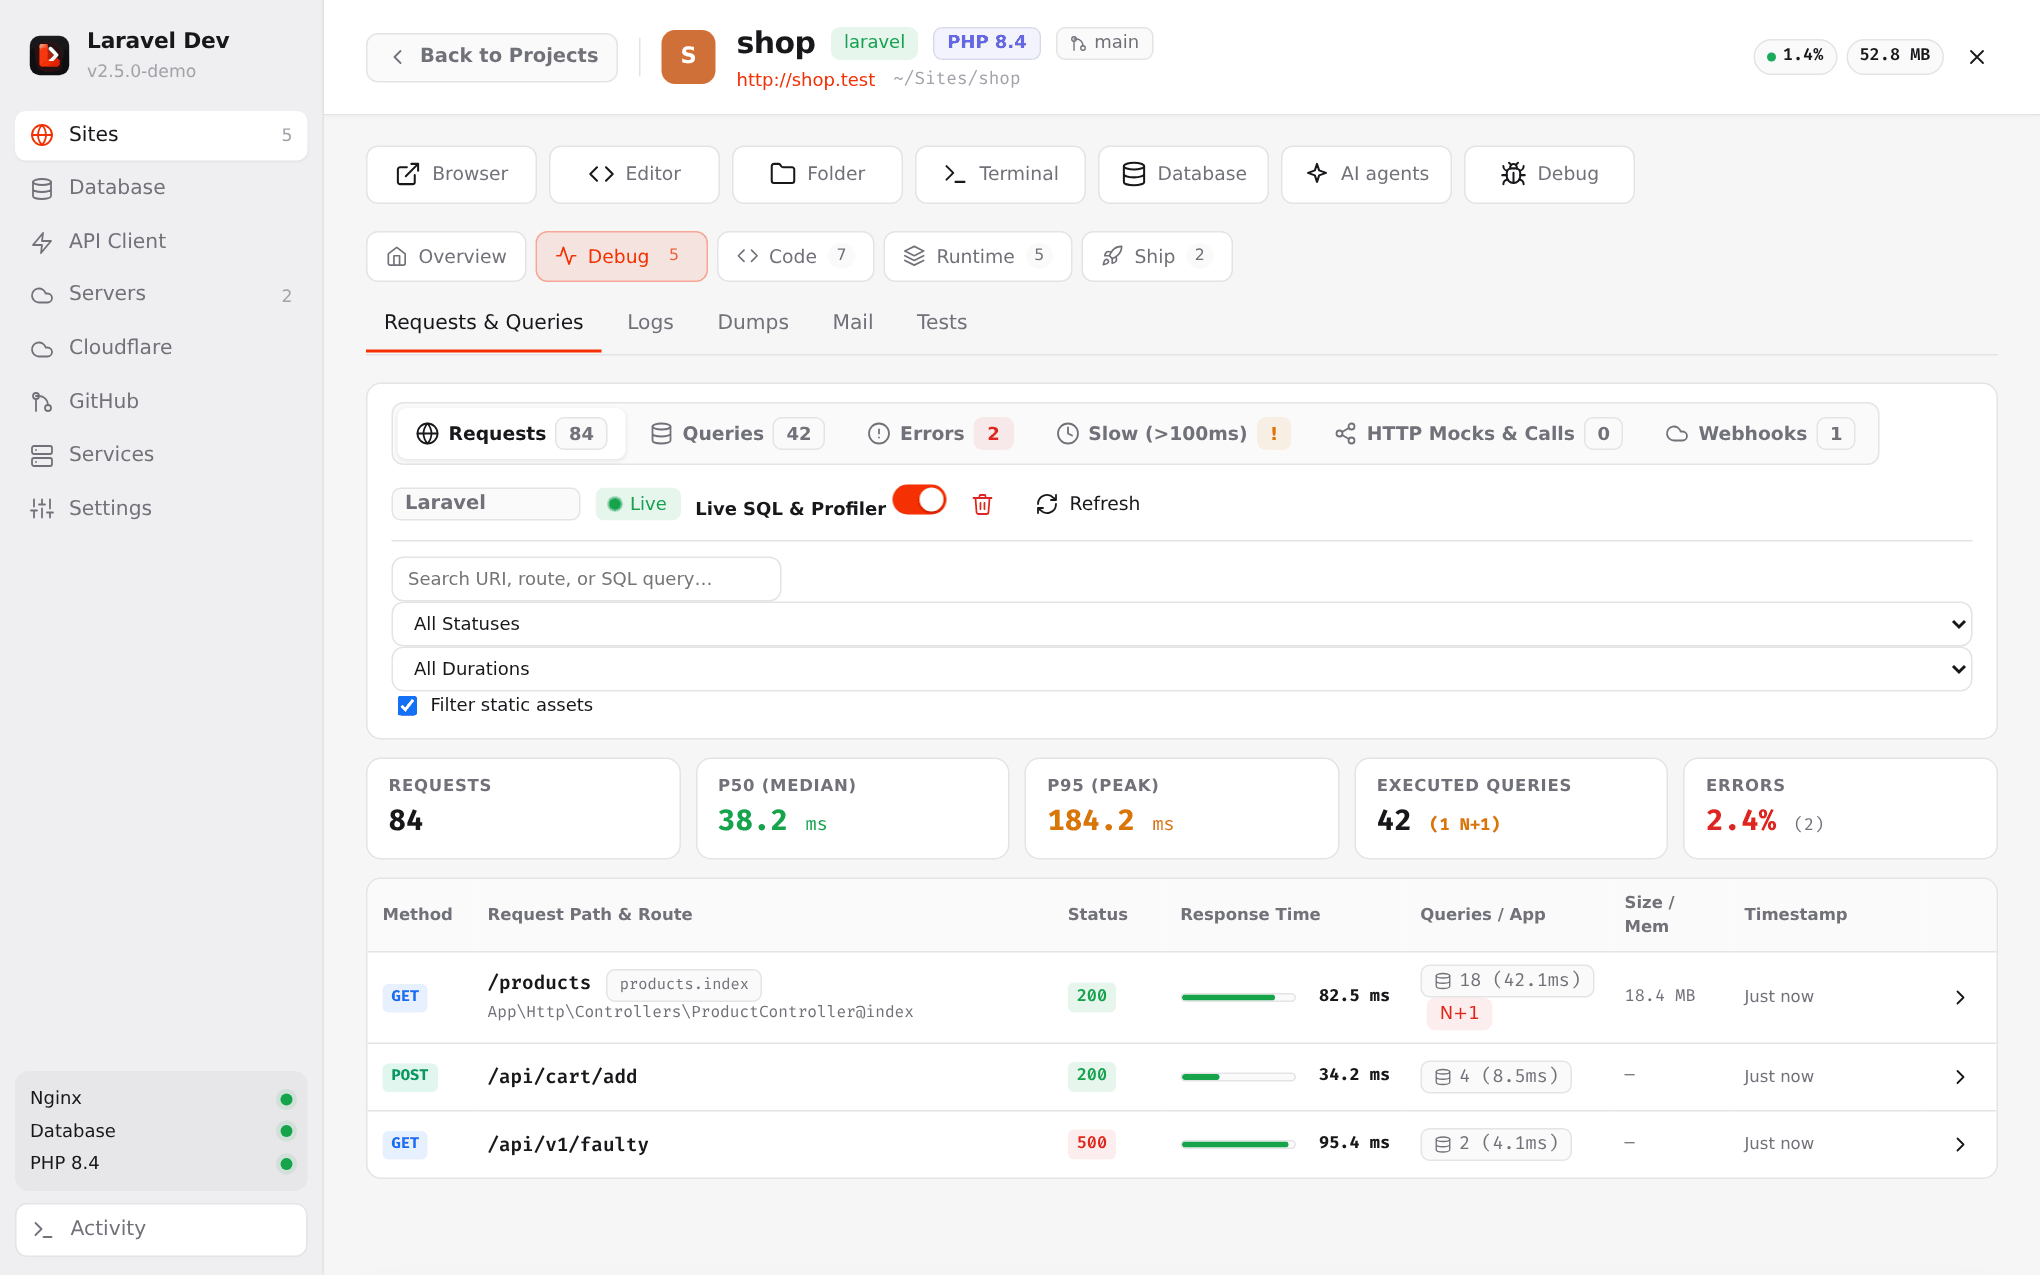 Laravel Dev
v2.5.0-demo
Sites 5
Database
API Client
Servers 2
Cloudflare
GitHub
Services
Settings
Nginx
Database
PHP 8.4
Activity
Back to Projects
S
shop laravel PHP 8.4 main
http://shop.test ~/Sites/shop
1.4% 52.8 MB
Browser Editor Folder Terminal Database AI agents Debug
Overview Debug 5 Code 7 Runtime 5 Ship 2
Requests & Queries Logs Dumps Mail Tests
Requests 84 Queries 42 Errors 2 Slow (>100ms) ! HTTP Mocks & Calls 0 Webhooks 1
Laravel Live Live SQL & Profiler Refresh
Search URI, route, or SQL query...
All Statuses
All Durations
Filter static assets
REQUESTS P50 (MEDIAN) P95 (PEAK) EXECUTED QUERIES ERRORS
84 38.2 ms 184.2 ms 42 (1 N+1) 2.4% (2)
Method Request Path & Route Status Response Time Queries / App Size / Mem Timestamp
GET /products products.index 200 82.5 ms 18 (42.1ms) 18.4 MB Just now
App\Http\Controllers\ProductController@index N+1
POST /api/cart/add 200 34.2 ms 4 (8.5ms) — Just now
GET /api/v1/faulty 500 95.4 ms 2 (4.1ms) — Just now